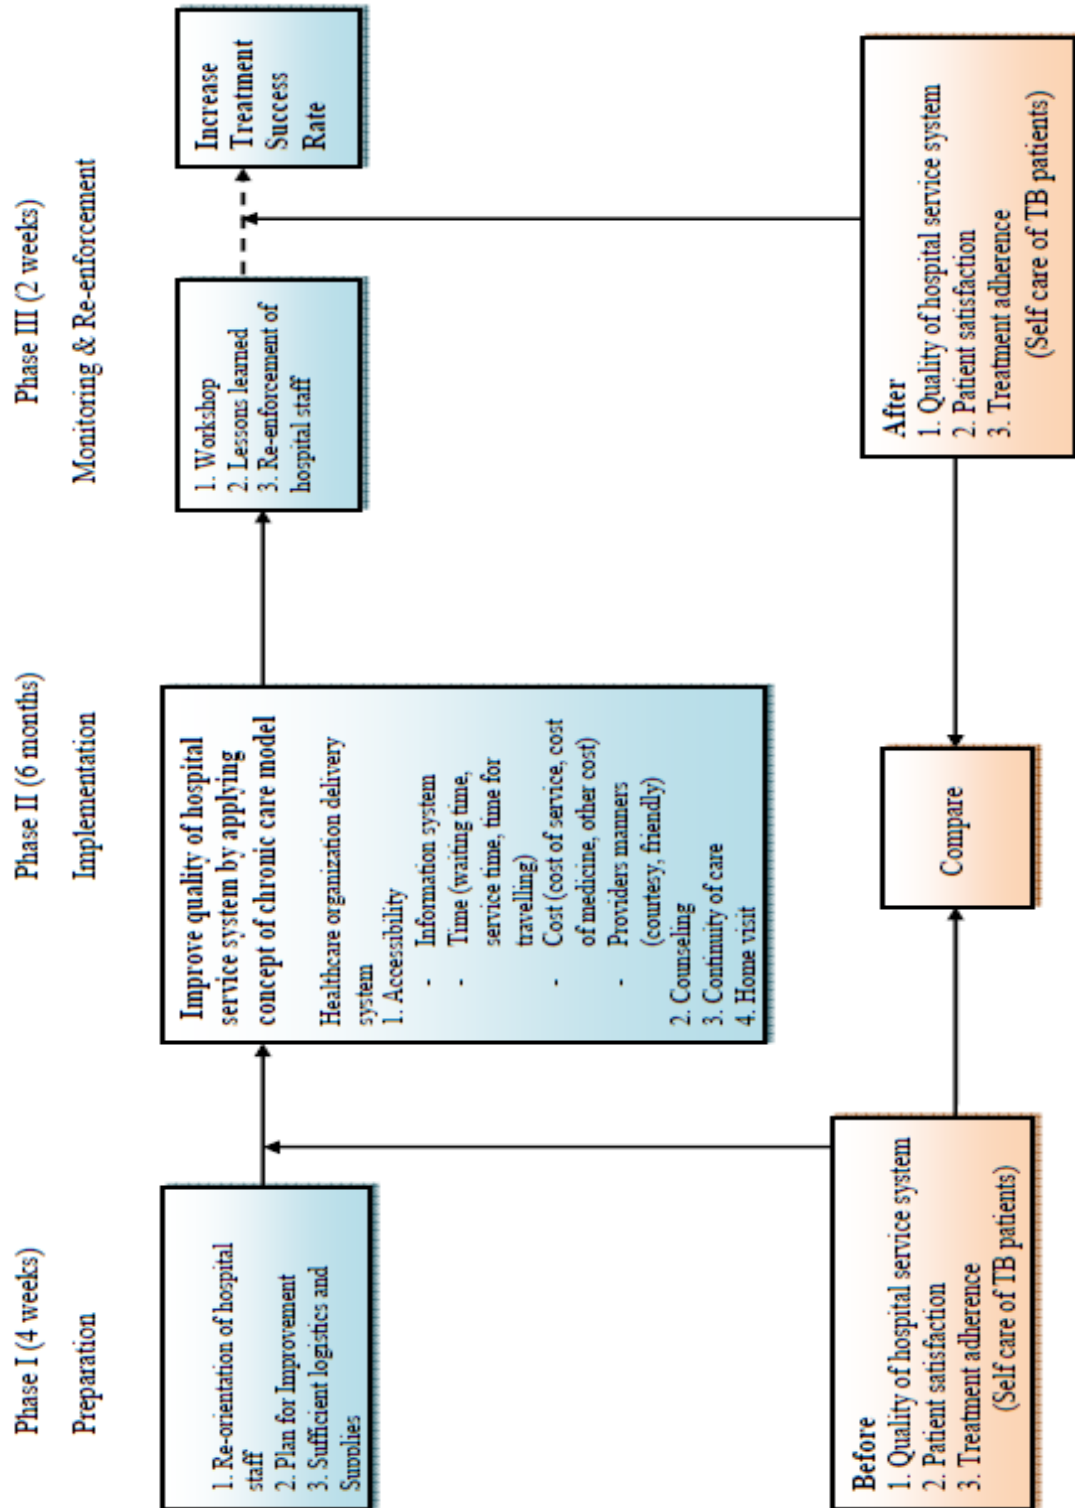 Phase I (4 weeks)
Preparation
Phase II (6 months)
Implementation
Phase III (2 weeks)
Monitoring & Re-enforcement
1. Re-orientation of hospital
staff
2. Plan for Improvement
3. Sufficient logistics and
Supplies
Improve quality of hospital
service system by applying
concept of chronic care model
Healthcare organization delivery
system
1. Accessibility
- Information system
- Time (waiting time,
service time, time for
travelling)
- Cost (cost of service, cost
of medicine, other cost)
- Providers manners
(courtesy, friendly)
2. Counseling
3. Continuity of care
4. Home visit
1. Workshop
2. Lessons learned
3. Re-enforcement of
hospital staff
Increase
Treatment
Success
Rate
Before
1. Quality of hospital service system
2. Patient satisfaction
3. Treatment adherence
(Self care of TB patients)
Compare
After
1. Quality of hospital service system
2. Patient satisfaction
3. Treatment adherence
(Self care of TB patients)